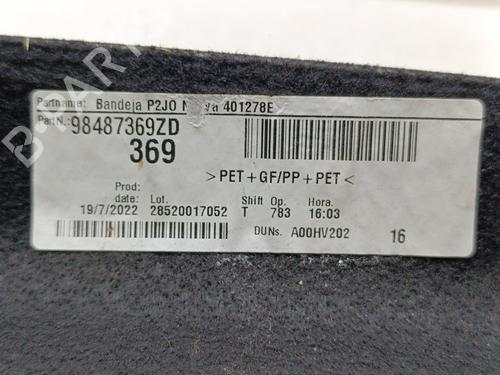 Partname: Bandeja P2JO 401278E
Part N.: 98487369ZD
369
>PET+GF/PP+PET<
Prod: date: Lot. Shift Op. Hora.
19/7/2022 28520017052 T 783 16:03
DUNs. A00HV202 16